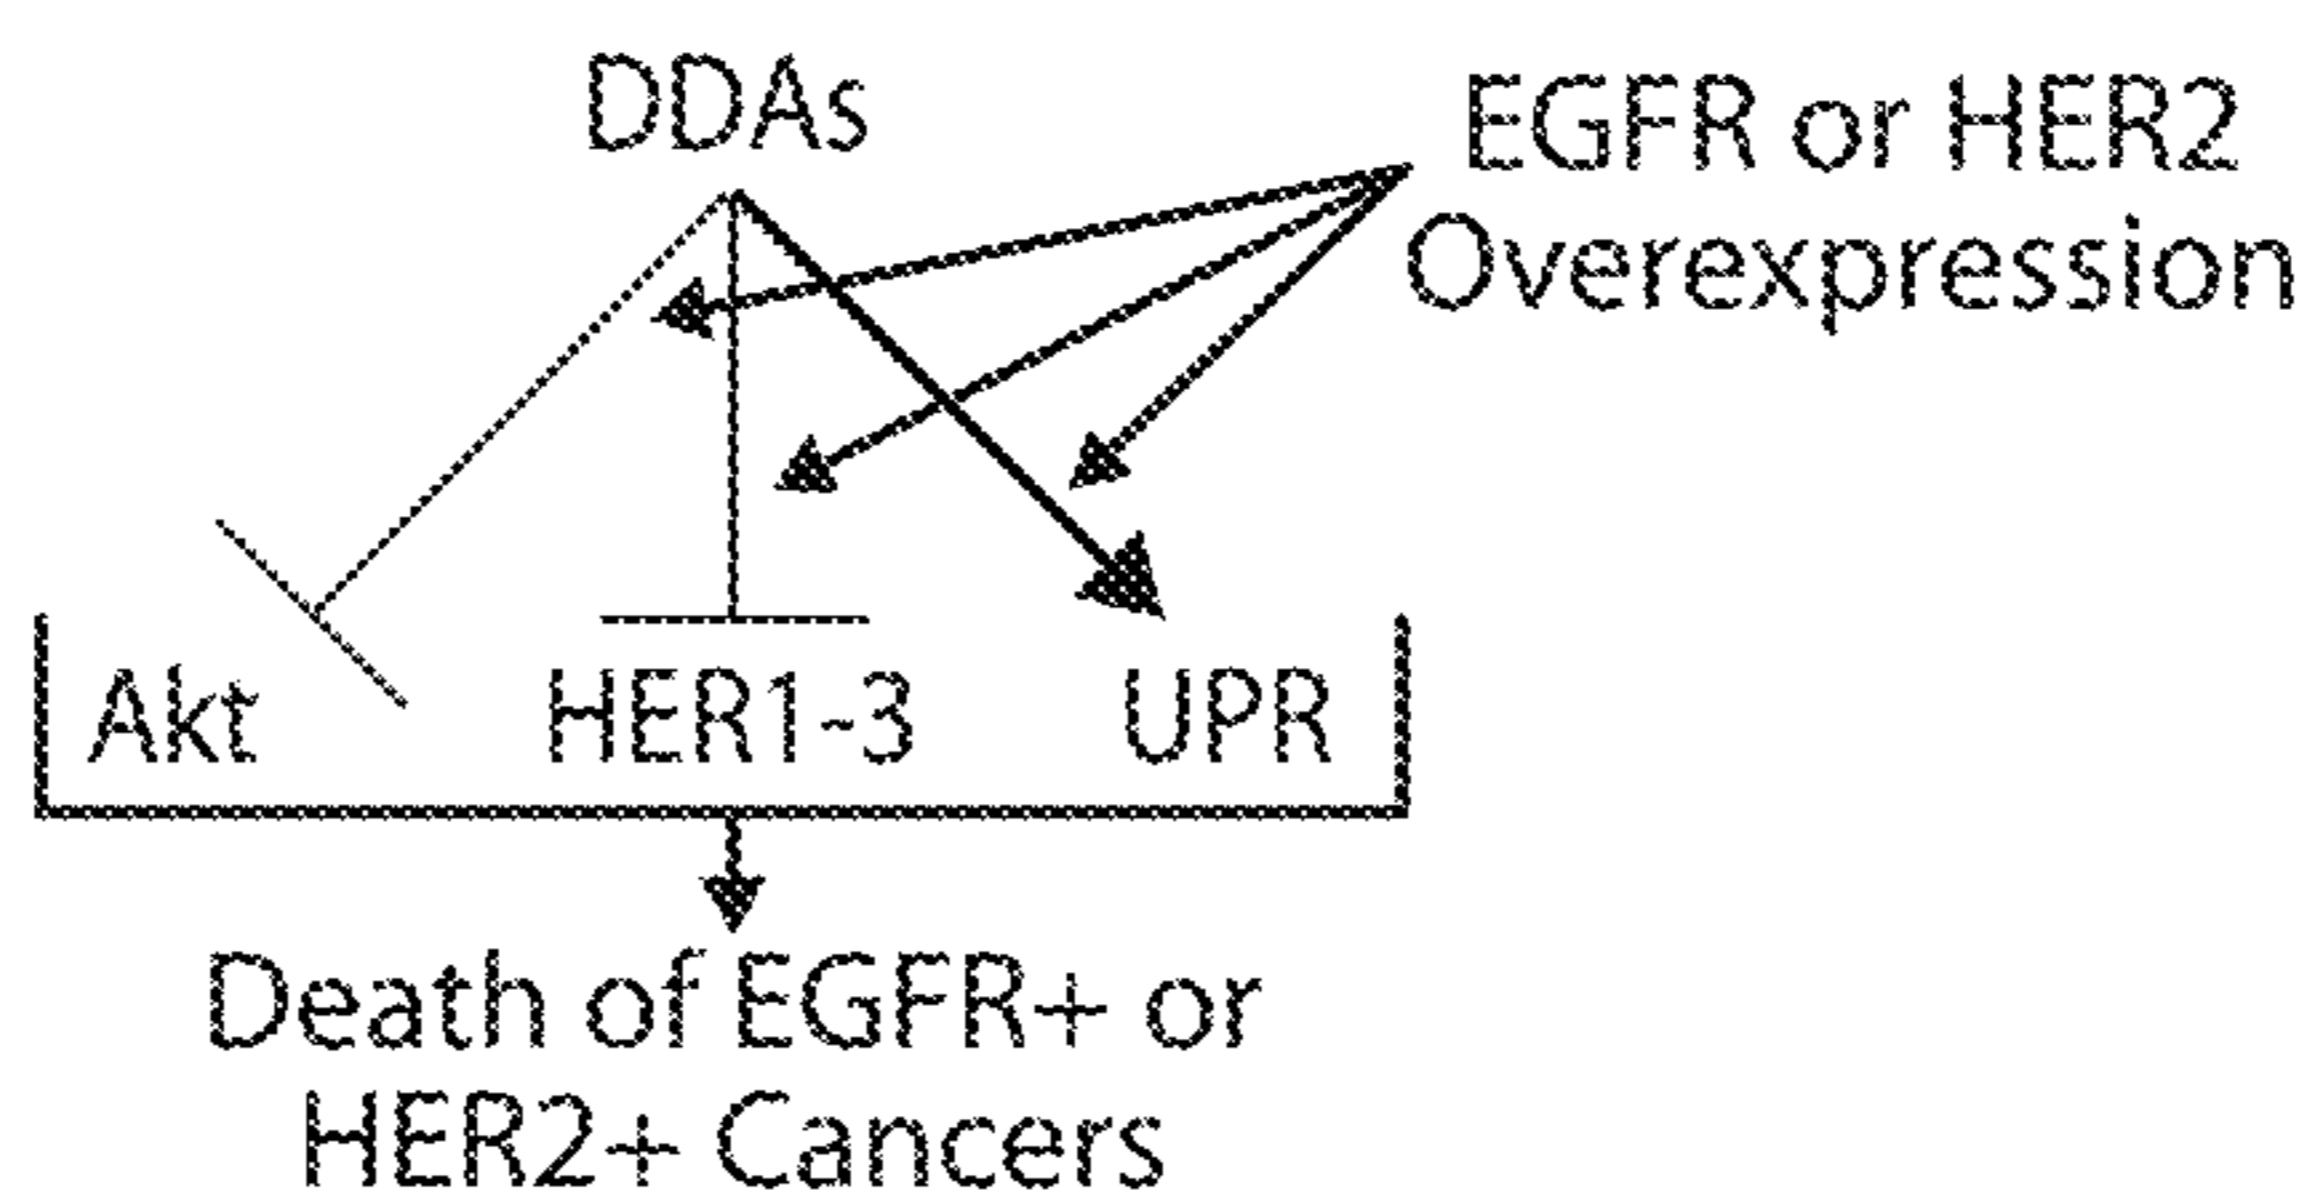 DDAs
EGFR or HER2
Overexpression
Akt
HER1-3
UPR
Death of EGFR+ or
HER2+ Cancers